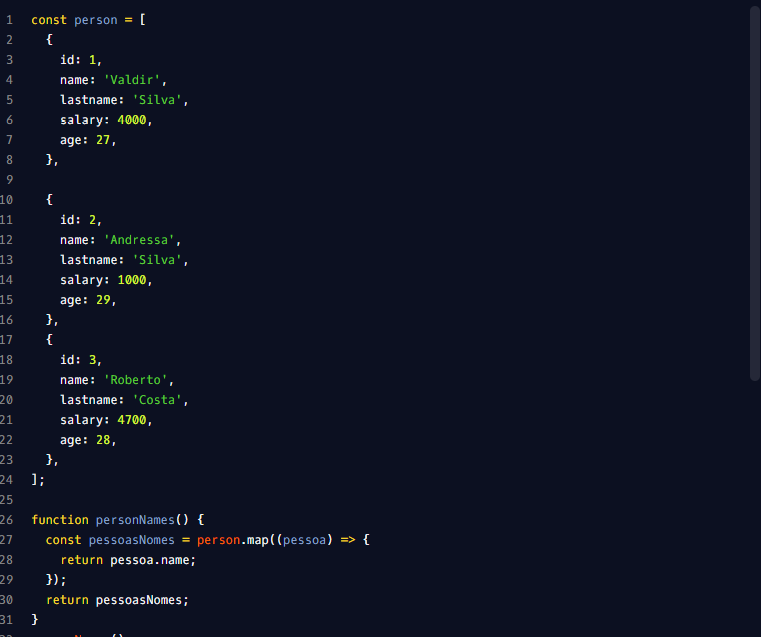 1 const person = [
2   {
3     id: 1,
4     name: 'Valdir',
5     lastname: 'Silva',
6     salary: 4000,
7     age: 27,
8   },
9
10   {
11     id: 2,
12     name: 'Andressa',
13     lastname: 'Silva',
14     salary: 1000,
15     age: 29,
16   },
17   {
18     id: 3,
19     name: 'Roberto',
20     lastname: 'Costa',
21     salary: 4700,
22     age: 28,
23   },
24 ];
25
26 function personNames() {
27   const pessoasNomes = person.map((pessoa) => {
28     return pessoa.name;
29   });
30   return pessoasNomes;
31 }